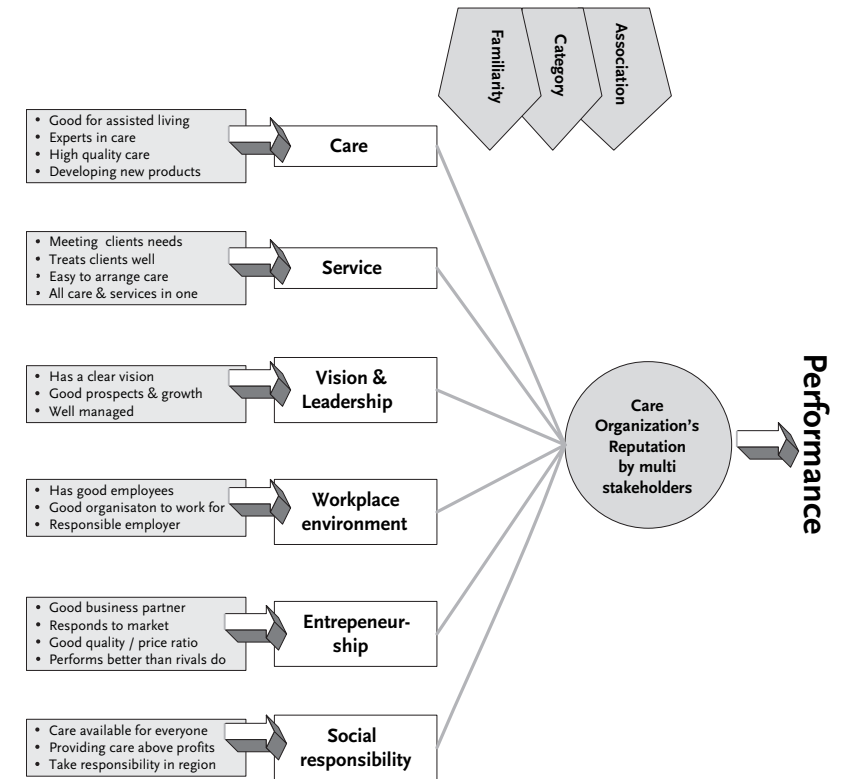 Familiarity
Category
Association
• Good for assisted living
• Experts in care
• High quality care
• Developing new products
Care
• Meeting clients needs
• Treats clients well
• Easy to arrange care
• All care & services in one
Service
• Has a clear vision
• Good prospects & growth
• Well managed
Vision &
Leadership
• Has good employees
• Good organisaton to work for
• Responsible employer
Workplace
environment
• Good business partner
• Responds to market
• Good quality / price ratio
• Performs better than rivals do
Entrepeneur-
ship
• Care available for everyone
• Providing care above profits
• Take responsibility in region
Social
responsibility
Care
Organization's
Reputation
by multi
stakeholders
Performance